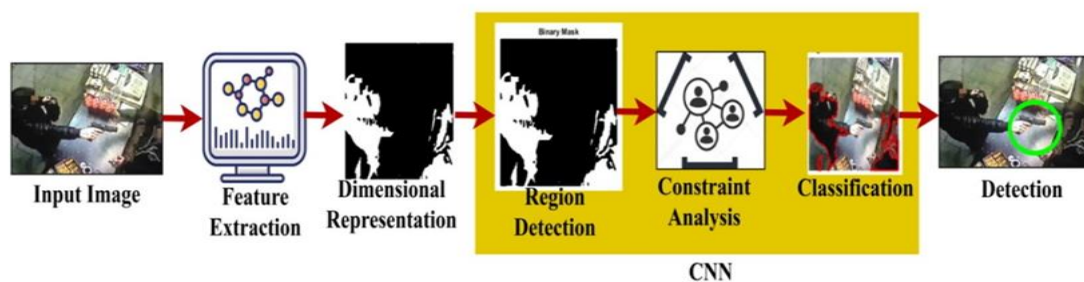 Binary Mask
Input Image
Feature
Extraction
Dimensional
Representation
Region
Detection
Constraint
Analysis
Classification
Detection
CNN